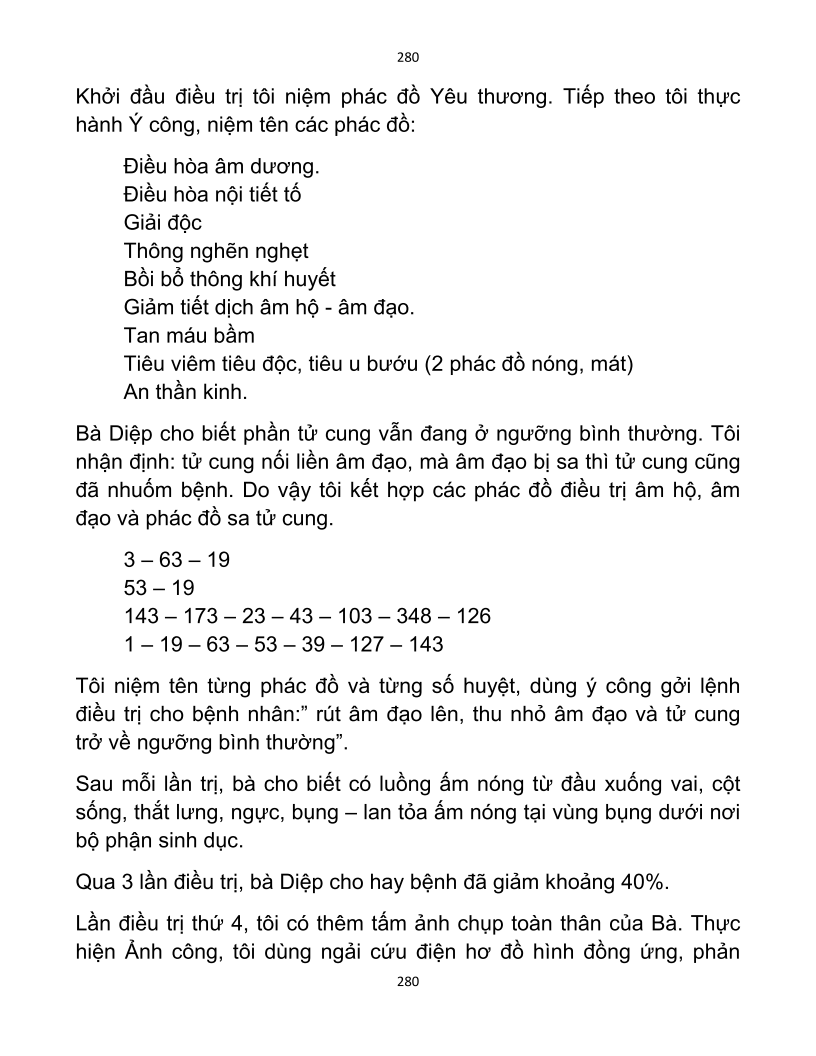 280
Khởi đầu điều trị tôi niệm phác đồ Yêu thương. Tiếp theo tôi thực
hành Ý công, niệm tên các phác đồ:
Điều hòa âm dương.
Điều hòa nội tiết tố
Giải độc
Thông nghẽn nghẹt
Bồi bổ thông khí huyết
Giảm tiết dịch âm hộ - âm đạo.
Tan máu bầm
Tiêu viêm tiêu độc, tiêu u bướu (2 phác đồ nóng, mát)
An thần kinh.
Bà Diệp cho biết phần tử cung vẫn đang ở ngưỡng bình thường. Tôi
nhận định: tử cung nối liền âm đạo, mà âm đạo bị sa thì tử cung cũng
đã nhuốm bệnh. Do vậy tôi kết hợp các phác đồ điều trị âm hộ, âm
đạo và phác đồ sa tử cung.
3 – 63 – 19
53 – 19
143 – 173 – 23 – 43 – 103 – 348 – 126
1 – 19 – 63 – 53 – 39 – 127 – 143
Tôi niệm tên từng phác đồ và từng số huyệt, dùng ý công gởi lệnh
điều trị cho bệnh nhân:” rút âm đạo lên, thu nhỏ âm đạo và tử cung
trở về ngưỡng bình thường”.
Sau mỗi lần trị, bà cho biết có luồng ấm nóng từ đầu xuống vai, cột
sống, thắt lưng, ngực, bụng – lan tỏa ấm nóng tại vùng bụng dưới nơi
bộ phận sinh dục.
Qua 3 lần điều trị, bà Diệp cho hay bệnh đã giảm khoảng 40%.
Lần điều trị thứ 4, tôi có thêm tấm ảnh chụp toàn thân của Bà. Thực
hiện Ảnh công, tôi dùng ngải cứu điện hơ đồ hình đồng ứng, phản
280